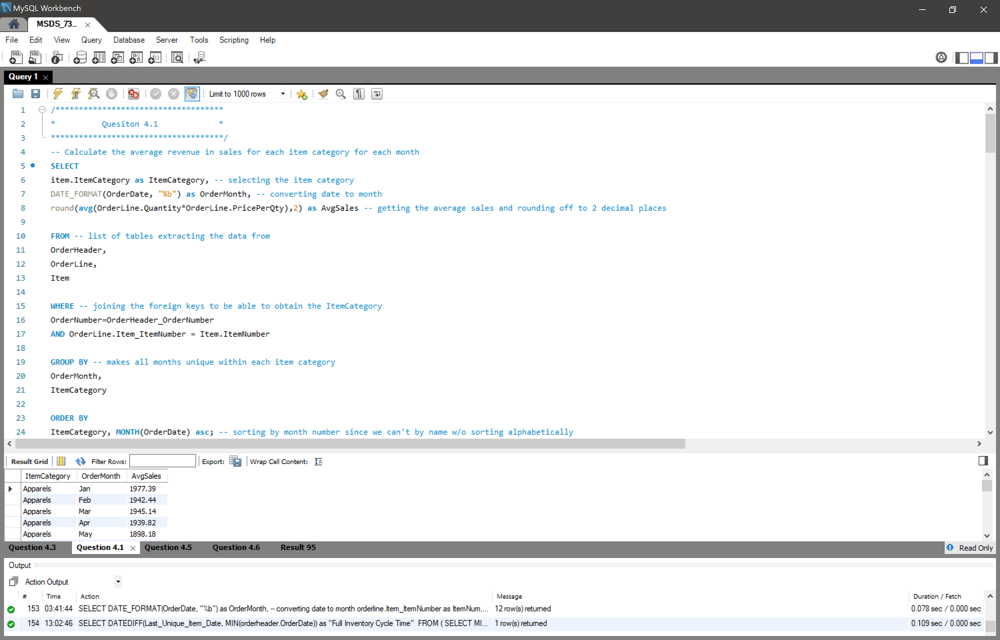 MySQL Workbench
MSDS_73...
File Edit View Query Database Server Tools Scripting Help
Query 1
Limit to 1000 rows
1 /************************************
2 * Quesiton 4.1 *
3 *************************************/
4 -- Calculate the average revenue in sales for each item category for each month
5 SELECT
6 item.ItemCategory as ItemCategory, -- selecting the item category
7 DATE_FORMAT(OrderDate, "%b") as OrderMonth, -- converting date to month
8 round(avg(OrderLine.Quantity*OrderLine.PricePerQty),2) as AvgSales -- getting the average sales and rounding off to 2 decimal places
9
10 FROM -- list of tables extracting the data from
11 OrderHeader,
12 OrderLine,
13 Item
14
15 WHERE -- joining the foreign keys to be able to obtain the ItemCategory
16 OrderNumber=OrderHeader_OrderNumber
17 AND OrderLine.Item_ItemNumber = Item.ItemNumber
18
19 GROUP BY -- makes all months unique within each item category
20 OrderMonth,
21 ItemCategory
22
23 ORDER BY
24 ItemCategory, MONTH(OrderDate) asc; -- sorting by month number since we can't by name w/o sorting alphabetically
Result Grid Filter Rows: Export: Wrap Cell Content:
ItemCategory OrderMonth AvgSales
Apparels Jan 1977.39
Apparels Feb 1942.44
Apparels Mar 1945.14
Apparels Apr 1939.82
Apparels May 1898.18
Question 4.3 Question 4.1 Question 4.5 Question 4.6 Result 95 Read Only
Output
Action Output
# Time Action Message Duration / Fetch
153 03:41:44 SELECT DATE_FORMAT(OrderDate, "%b") as OrderMonth, -- converting date to month orderline.Item_ItemNumber as ItemNum,... 12 row(s) returned 0.078 sec / 0.000 sec
154 13:02:46 SELECT DATEDIFF(Last_Unique_Item_Date, MIN(orderheader.OrderDate)) as "Full Inventory Cycle Time" FROM ( SELECT MI... 1 row(s) returned 0.109 sec / 0.000 sec